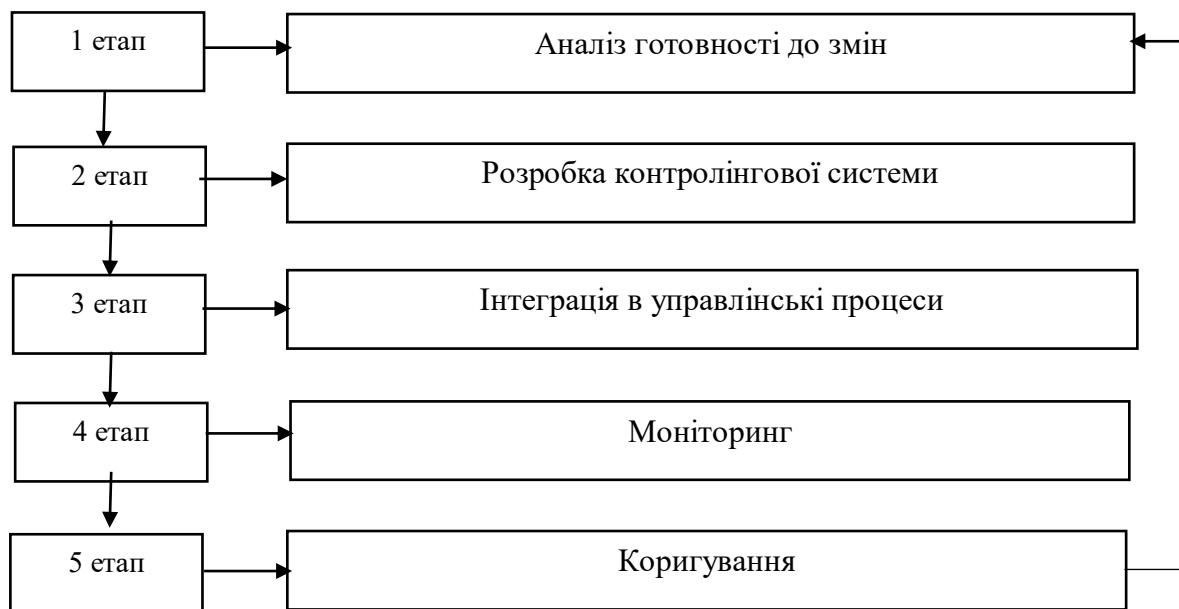 1 етап
Аналіз готовності до змін
2 етап
Розробка контролінгової системи
3 етап
Інтеграція в управлінські процеси
4 етап
Моніторинг
5 етап
Коригування